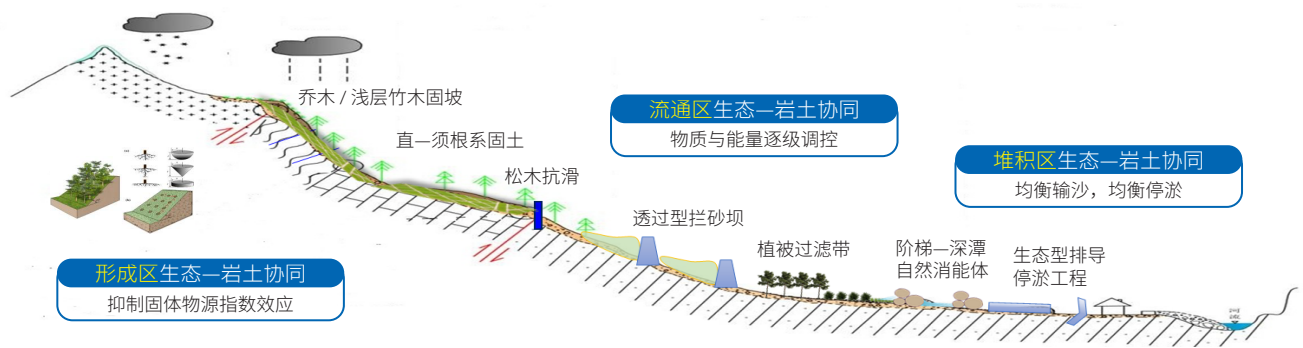 乔木 / 浅层竹木固坡
直—须根系固土
松木抗滑
形成区生态—岩土协同
抑制固体物源指数效应
流通区生态—岩土协同
物质与能量逐级调控
透过型拦砂坝
植被过滤带
堆积区生态—岩土协同
均衡输沙，均衡停淤
阶梯—深潭
自然消能体
生态型排导
停淤工程